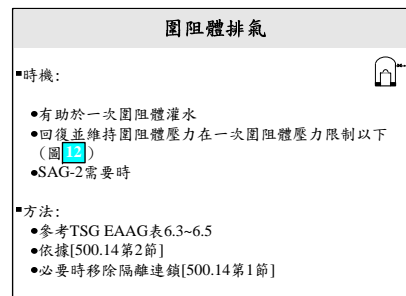 圍阻體排氣
▪時機:
●有助於一次圍阻體灌水
●回復並維持圍阻體壓力在一次圍阻體壓力限制以下
(圖12)
●SAG-2需要時
▪方法:
●參考TSG EAAG表6.3~6.5
●依據[500.14第2節]
●必要時移除隔離連鎖[500.14第1節]